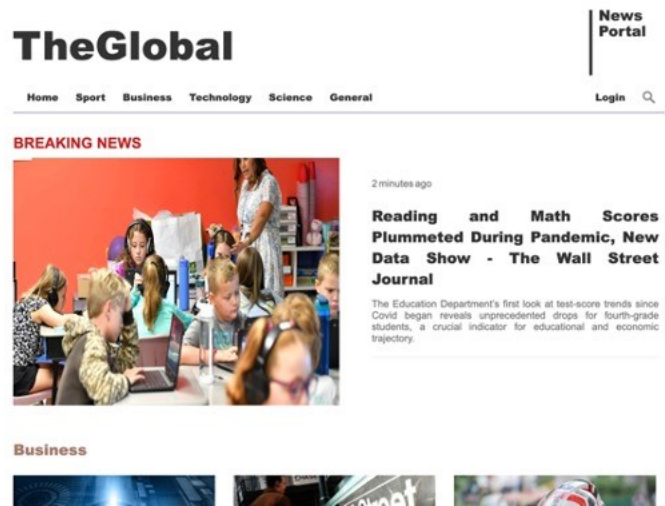 TheGlobal
News
Portal
Home Sport Business Technology Science General Login
BREAKING NEWS
2 minutes ago
Reading and Math Scores
Plummeted During Pandemic, New
Data Show - The Wall Street
Journal
The Education Department's first look at test-score trends since
Covid began reveals unprecedented drops for fourth-grade
students, a crucial indicator for educational and economic
trajectory.
Business